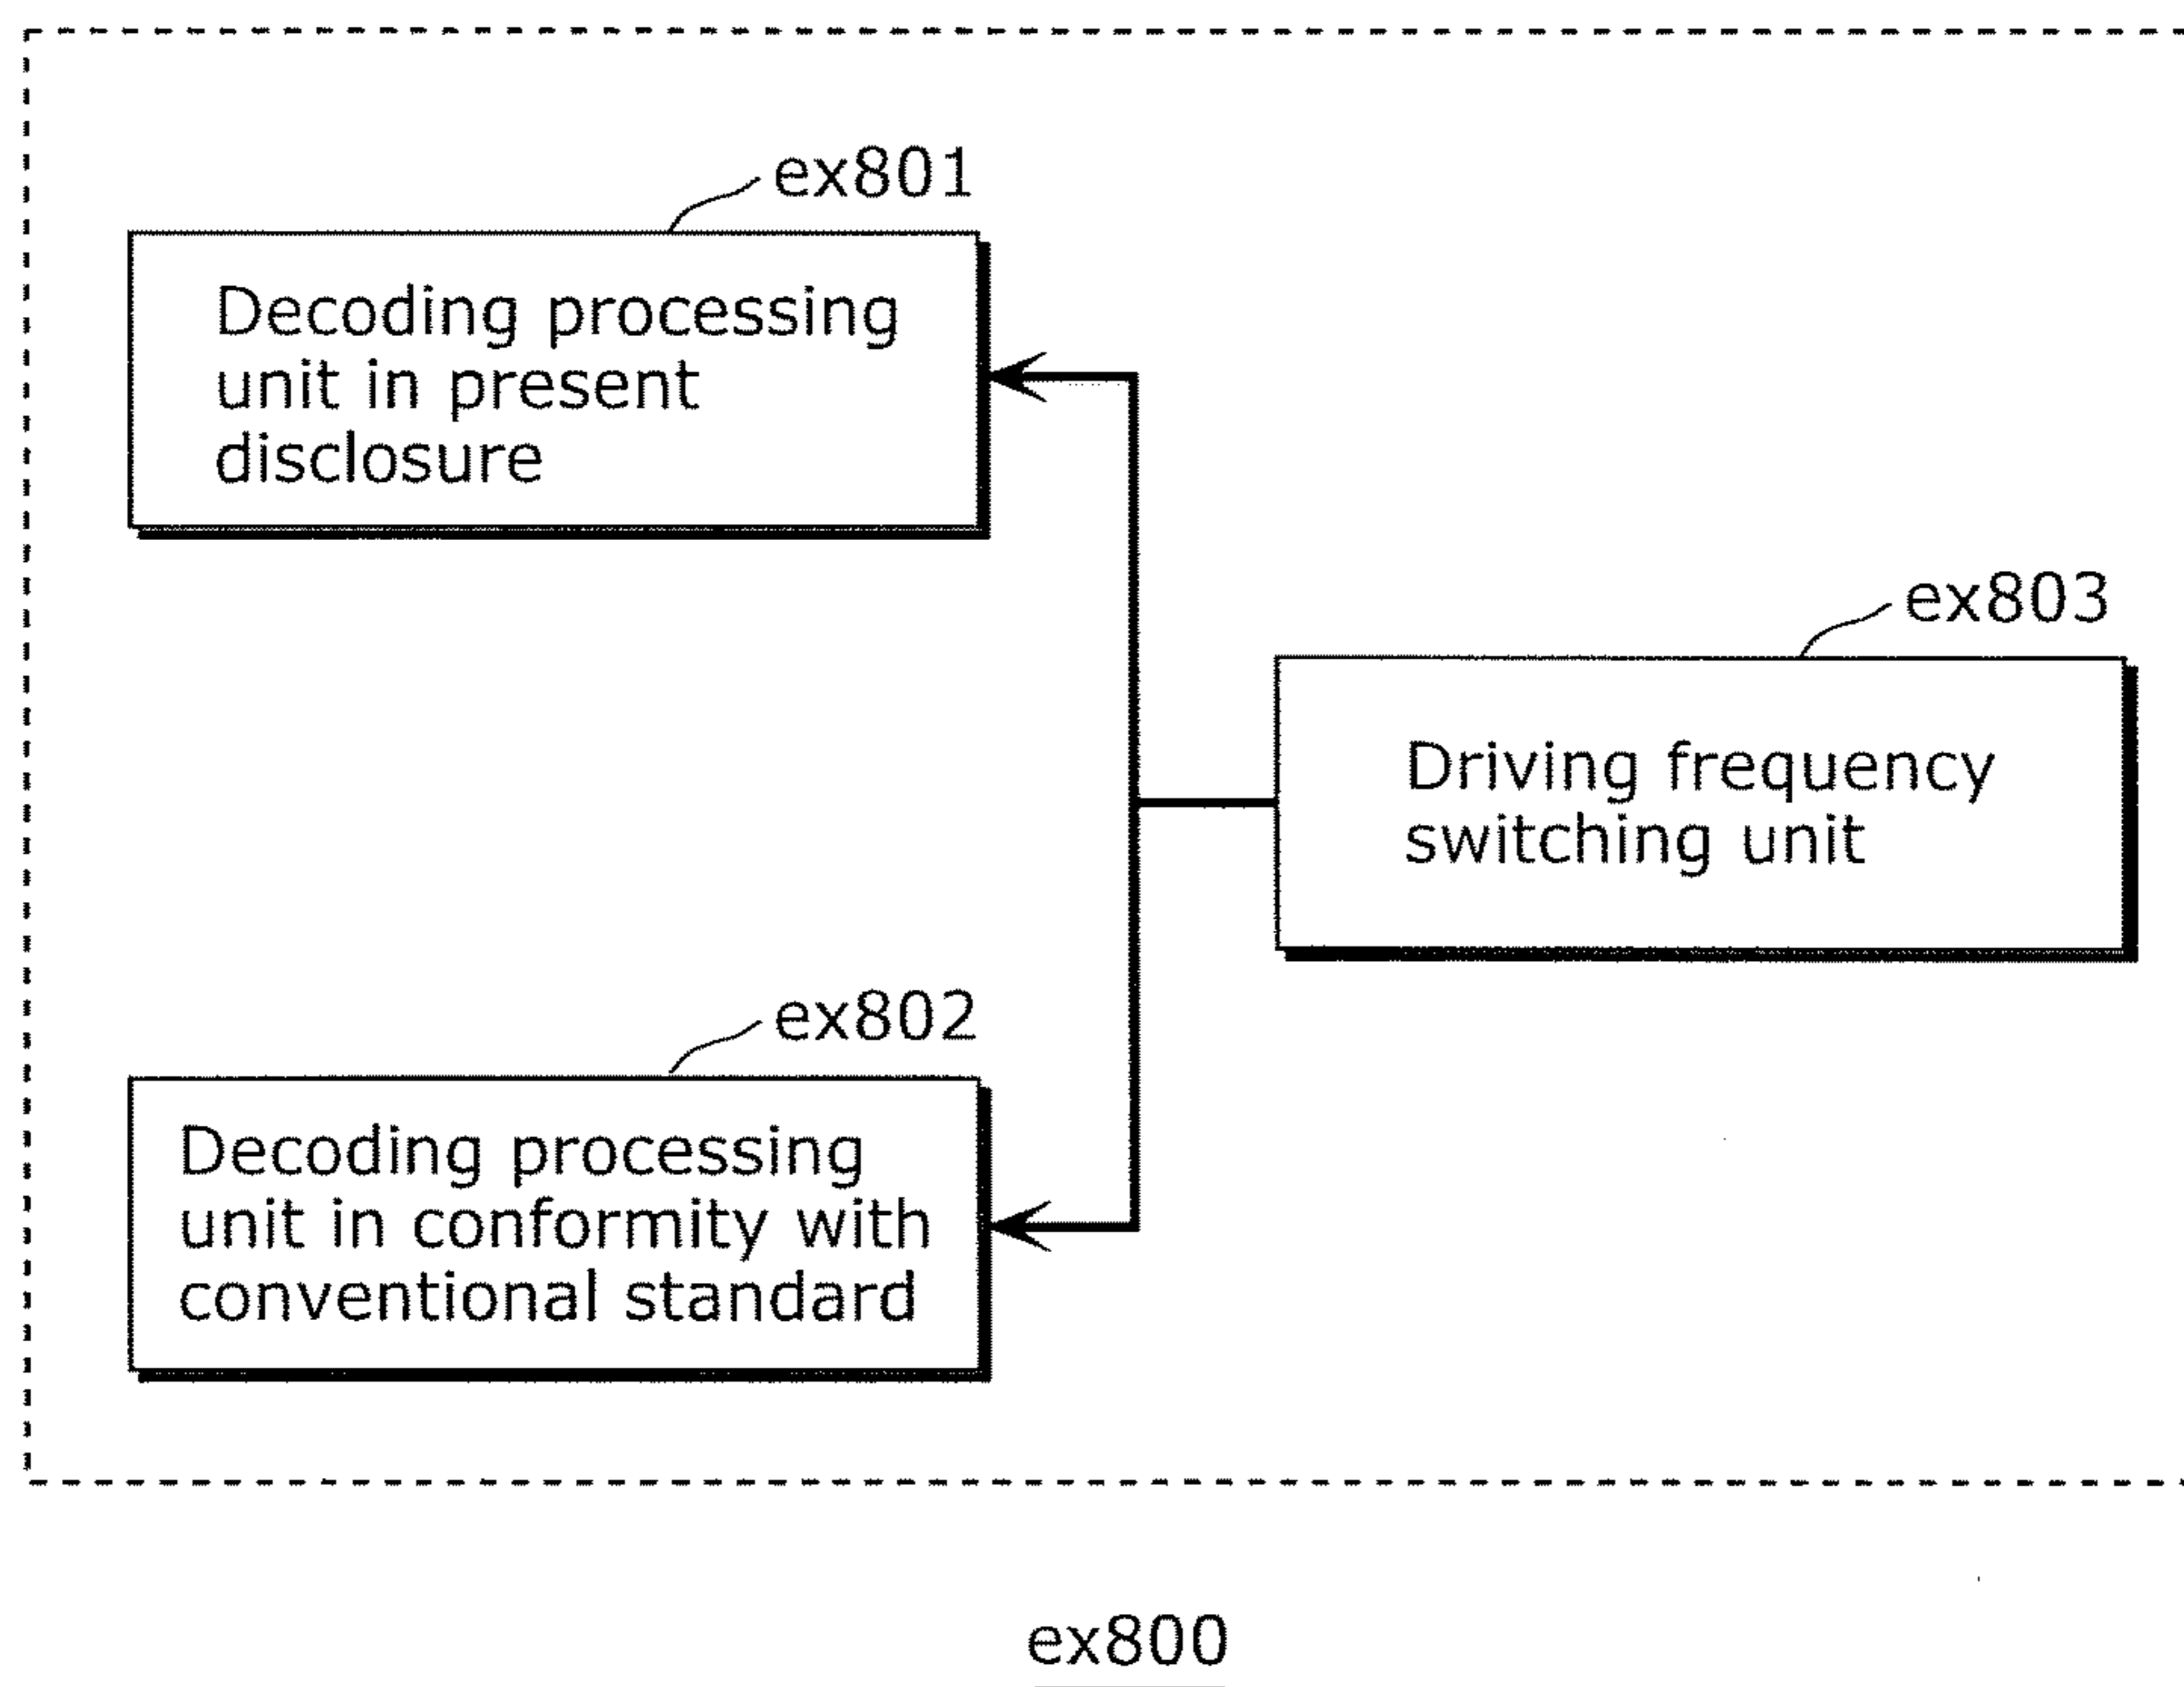 ex801
Decoding processing
unit in present
disclosure
ex803
Driving frequency
switching unit
ex802
Decoding processing
unit in conformity with
conventional standard
ex800